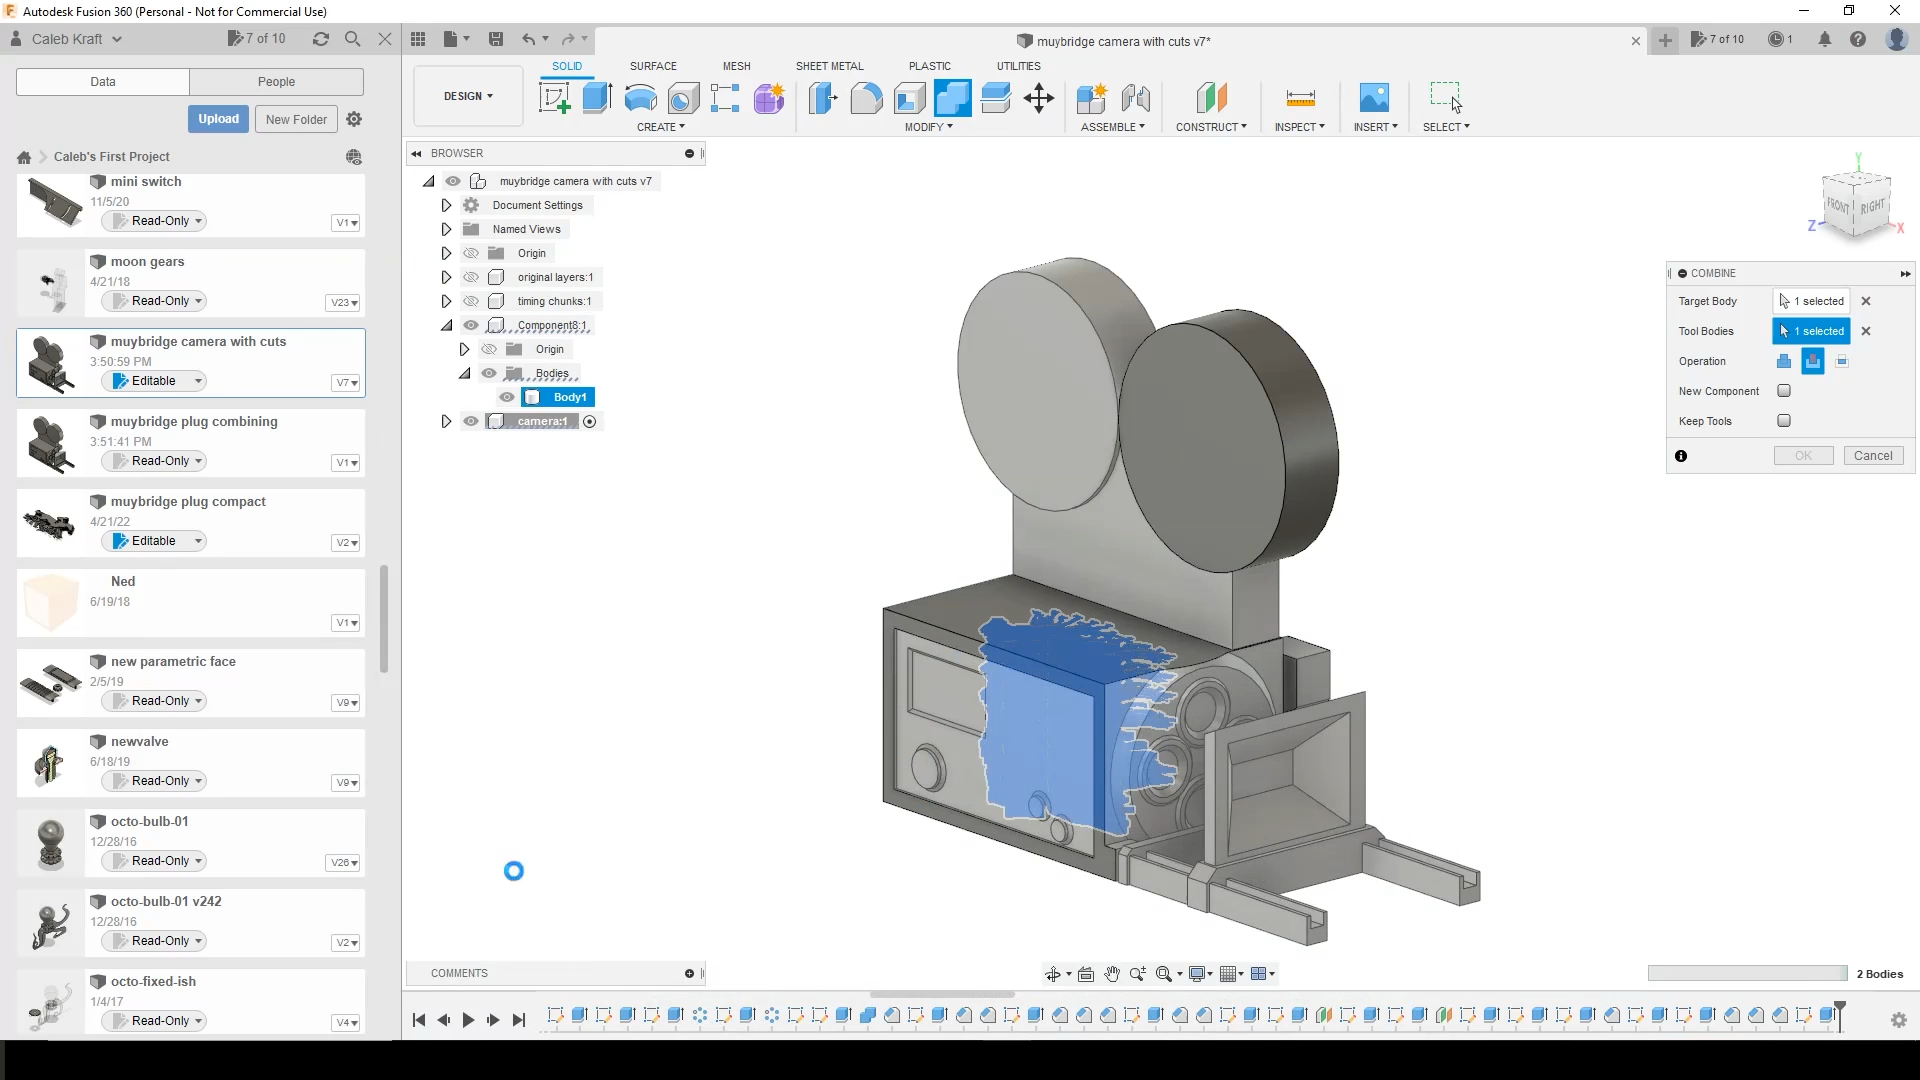 Autodesk Fusion 360 (Personal - Not for Commercial Use)
Caleb Kraft
7 of 10
muybridge camera with cuts v7*
7 of 10
1
Data
People
Upload
New Folder
Caleb's First Project
mini switch
11/5/20
Read-Only
V1
moon gears
4/21/18
Read-Only
V23
muybridge camera with cuts
3:50:59 PM
Editable
V7
muybridge plug combining
3:51:41 PM
Read-Only
V1
muybridge plug compact
4/21/22
Editable
V2
Ned
6/19/18
V1
new parametric face
2/5/19
Read-Only
V9
newvalve
6/18/19
Read-Only
V9
octo-bulb-01
12/28/16
Read-Only
V26
octo-bulb-01 v242
12/28/16
Read-Only
V2
octo-fixed-ish
1/4/17
Read-Only
V4
DESIGN
SOLID
SURFACE
MESH
SHEET METAL
PLASTIC
UTILITIES
CREATE
MODIFY
ASSEMBLE
CONSTRUCT
INSPECT
INSERT
SELECT
BROWSER
muybridge camera with cuts v7
Document Settings
Named Views
Origin
original layers:1
timing chunks:1
Component8:1
Origin
Bodies
Body1
camera:1
Y
FRONT
RIGHT
Z
X
COMBINE
Target Body
1 selected
Tool Bodies
1 selected
Operation
New Component
Keep Tools
OK
Cancel
COMMENTS
2 Bodies